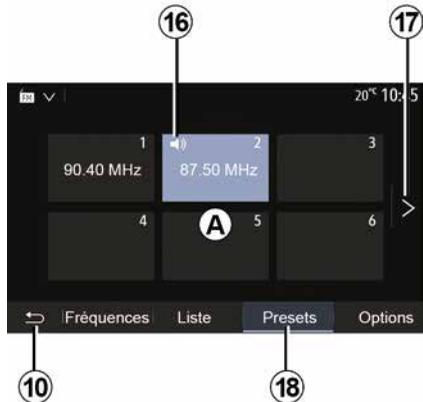 16
17
FM
20°C 10:45
1
90.40 MHz
2
87.50 MHz
3
4
A
5
6
Fréquences
Liste
Presets
Options
10
18